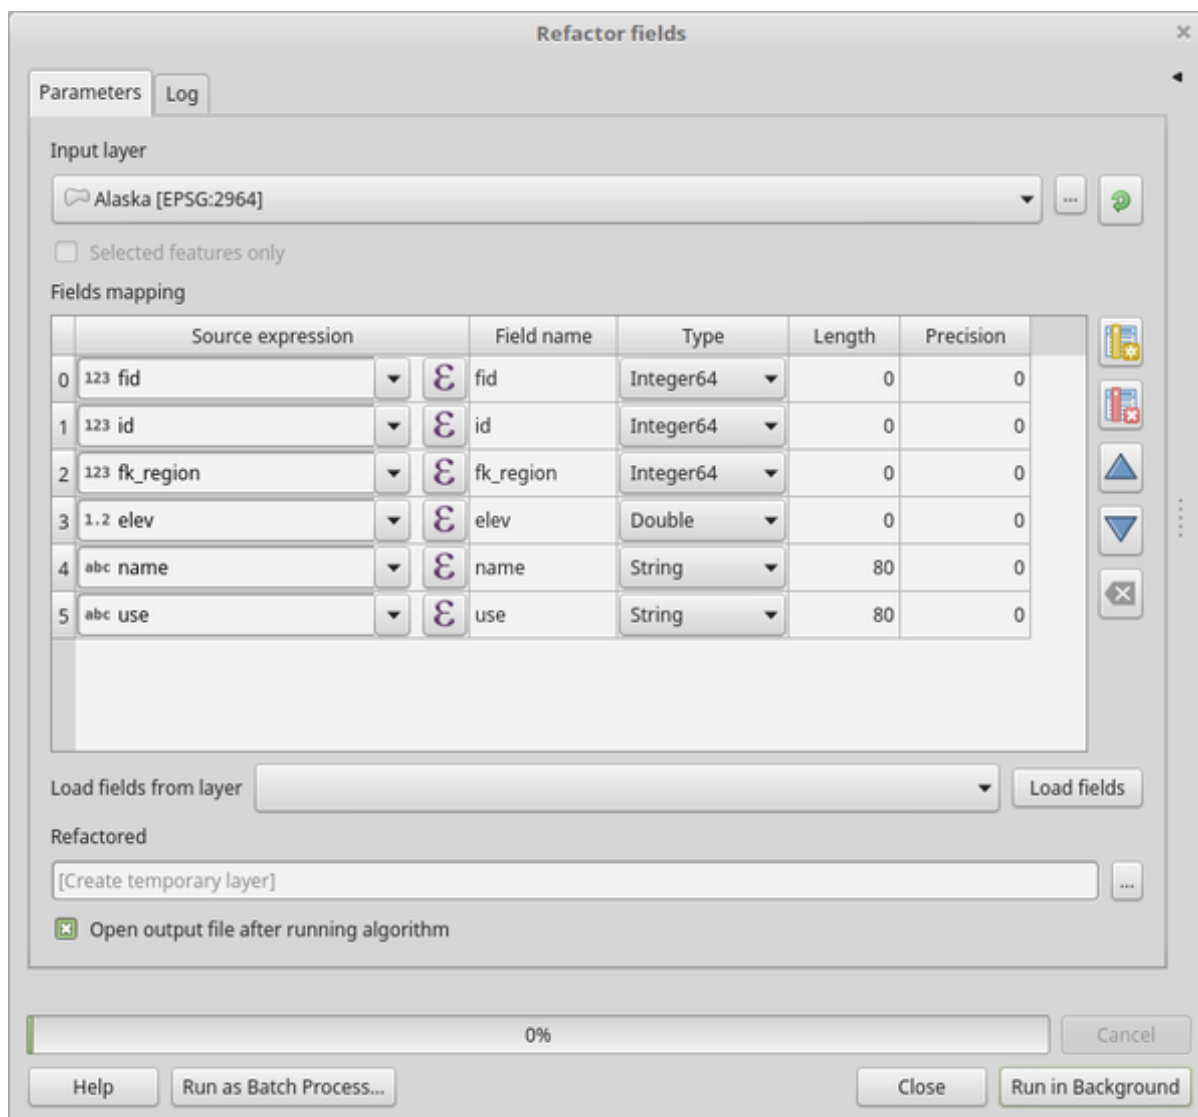 Refactor fields
Parameters Log
Input layer
Alaska [EPSG:2964] ...
Selected features only
Fields mapping
Source expression Field name Type Length Precision
0 123 fid ε fid Integer64 0 0
1 123 id ε id Integer64 0 0
2 123 fk_region ε fk_region Integer64 0 0
3 1.2 elev ε elev Double 0 0
4 abc name ε name String 80 0
5 abc use ε use String 80 0
Load fields from layer Load fields
Refactored
[Create temporary layer] ...
Open output file after running algorithm
0% Cancel
Help Run as Batch Process... Close Run in Background